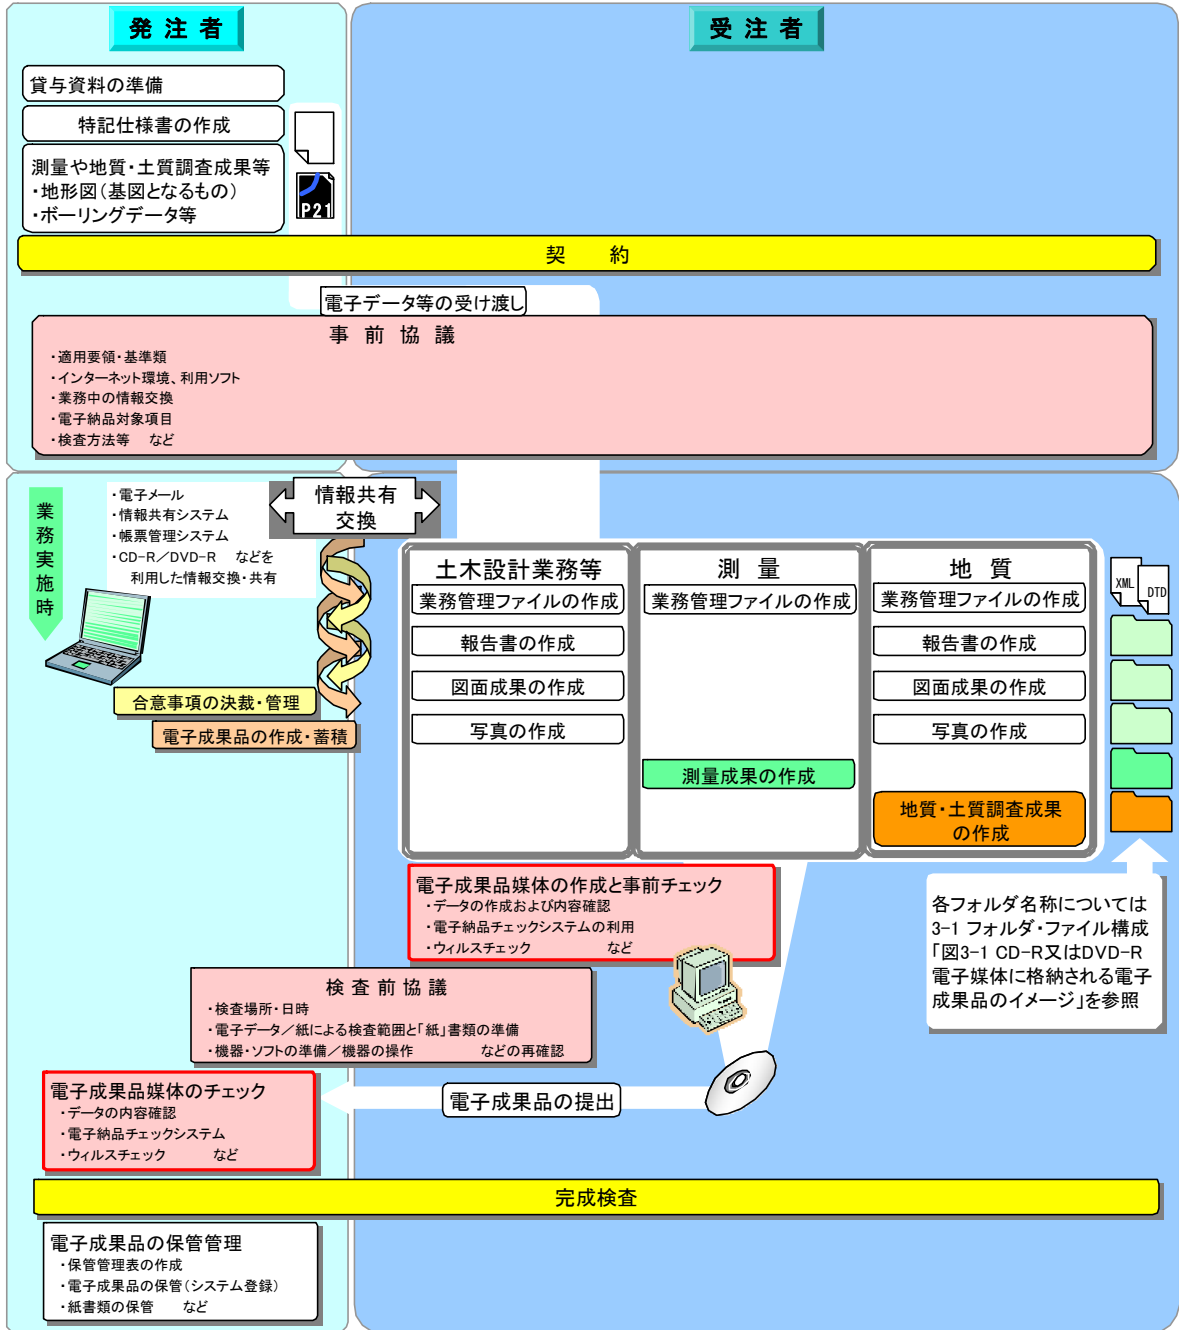 発注者
受注者
貸与資料の準備
特記仕様書の作成
測量や地質・土質調査成果等
・地形図(基図となるもの)
・ボーリングデータ等
P21
契 約
電子データ等の受け渡し
事前協議
・適用要領・基準類
・インターネット環境、利用ソフト
・業務中の情報交換
・電子納品対象項目
・検査方法等 など
業務実施時
・電子メール
・情報共有システム
・帳票管理システム
・CD-R/DVD-R などを
利用した情報交換・共有
情報共有
交換
合意事項の決裁・管理
電子成果品の作成・蓄積
土木設計業務等
業務管理ファイルの作成
報告書の作成
図面成果の作成
写真の作成
測 量
業務管理ファイルの作成
測量成果の作成
地 質
業務管理ファイルの作成
報告書の作成
図面成果の作成
写真の作成
地質・土質調査成果
の作成
XML
DTD
各フォルダ名称については
3-1 フォルダ・ファイル構成
「図3-1 CD-R又はDVD-R
電子媒体に格納される電子
成果品のイメージ」を参照
電子成果品媒体の作成と事前チェック
・データの作成および内容確認
・電子納品チェックシステムの利用
・ウィルスチェック など
検査前協議
・検査場所・日時
・電子データ/紙による検査範囲と「紙」書類の準備
・機器・ソフトの準備/機器の操作 などの再確認
電子成果品の提出
電子成果品媒体のチェック
・データの内容確認
・電子納品チェックシステム
・ウィルスチェック など
完成検査
電子成果品の保管管理
・保管管理表の作成
・電子成果品の保管(システム登録)
・紙書類の保管 など